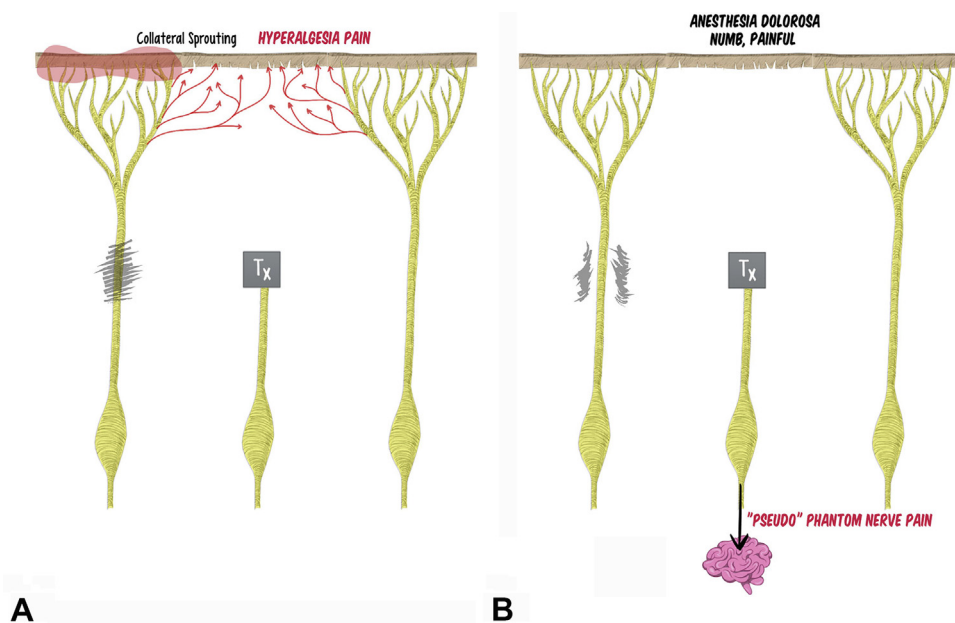 Collateral Sprouting
HYPERALGESIA PAIN
Tx
A
ANESTHESIA DOLOROSA
NUMB, PAINFUL
Tx
"PSEUDO" PHANTOM NERVE PAIN
B